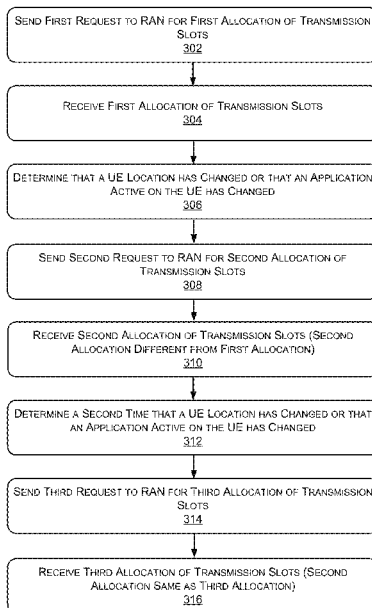 SEND FIRST REQUEST TO RAN FOR FIRST ALLOCATION OF TRANSMISSION
SLOTS
302
RECEIVE FIRST ALLOCATION OF TRANSMISSION SLOTS
304
DETERMINE THAT A UE LOCATION HAS CHANGED OR THAT AN APPLICATION
ACTIVE ON THE UE HAS CHANGED
306
SEND SECOND REQUEST TO RAN FOR SECOND ALLOCATION OF
TRANSMISSION SLOTS
308
RECEIVE SECOND ALLOCATION OF TRANSMISSION SLOTS (SECOND
ALLOCATION DIFFERENT FROM FIRST ALLOCATION)
310
DETERMINE A SECOND TIME THAT A UE LOCATION HAS CHANGED OR THAT
AN APPLICATION ACTIVE ON THE UE HAS CHANGED
312
SEND THIRD REQUEST TO RAN FOR THIRD ALLOCATION OF TRANSMISSION
SLOTS
314
RECEIVE THIRD ALLOCATION OF TRANSMISSION SLOTS (SECOND
ALLOCATION SAME AS THIRD ALLOCATION)
316